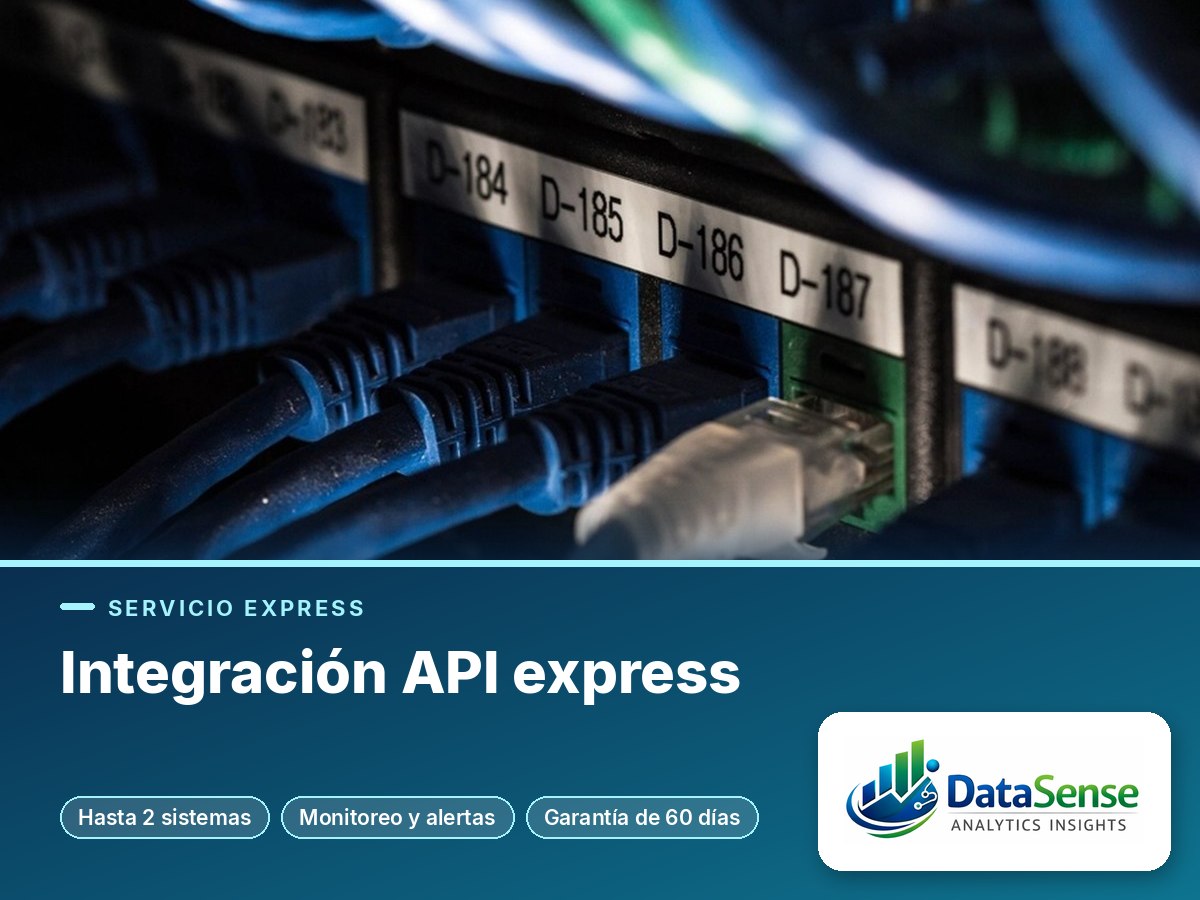 D-183
D-184 D-185 D-186 D-187
D-188
SERVICIO EXPRESS
Integración API express
Hasta 2 sistemas
Monitoreo y alertas
Garantía de 60 días
DataSense
ANALYTICS INSIGHTS